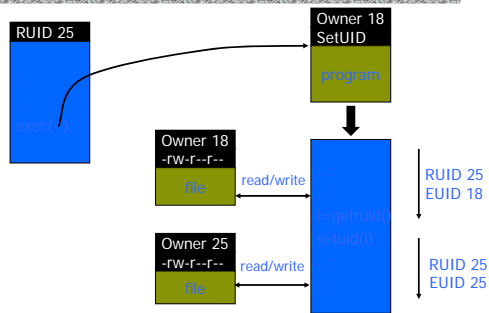 RUID 25
...;
...;
exec( );
Owner 18
SetUID
program
Owner 18
-rw-r--r--
file
read/write
Owner 25
-rw-r--r--
file
read/write
...;
...;
i=getruid()
setuid(i);
...;
...;
RUID 25
EUID 18
RUID 25
EUID 25